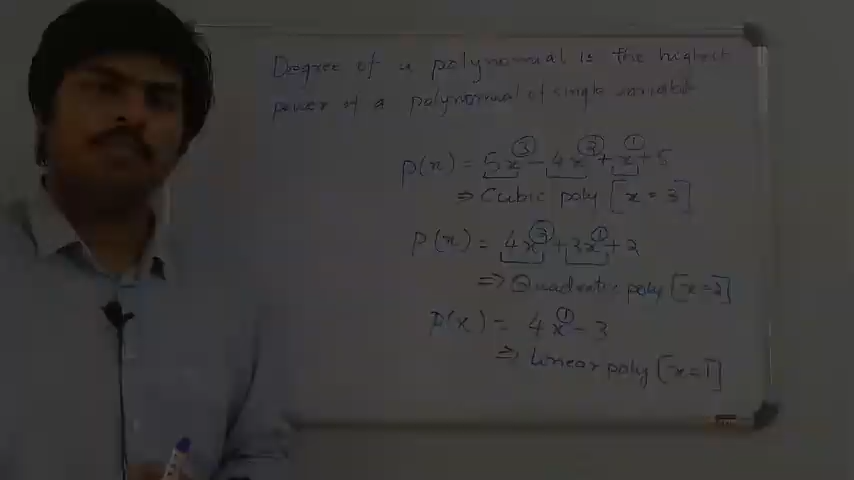 Degree of a polynomial is the highest
power of a polynomial of single variable
p(x) = 5x³ - 4x² + x¹ + 5
⇒ Cubic poly [x = 3]
p(x) = 4x² + 3x¹ + 2
⇒ Quadratic poly [x = 2]
p(x) = 4x¹ - 3
⇒ Linear poly [x = 1]